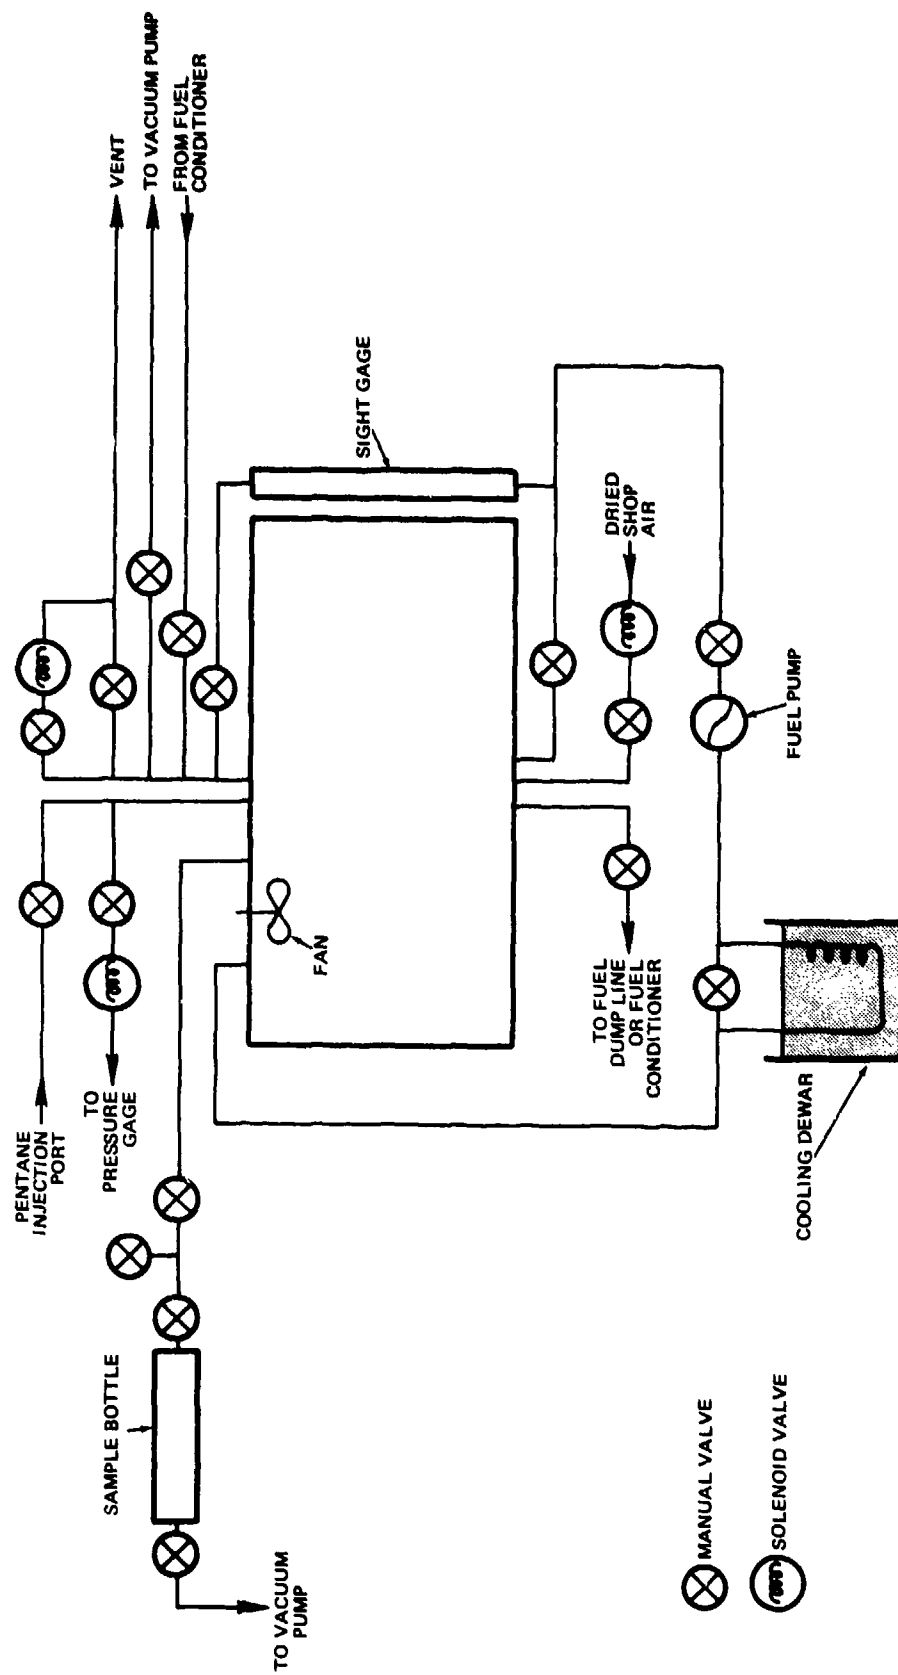 VENT
TO VACUUM PUMP
FROM FUEL
CONDITIONER
PENTANE
INJECTION
PORT
TO
PRESSURE
GAGE
SIGHT GAGE
FAN
SAMPLE BOTTLE
TO VACUUM
PUMP
DRIED
SHOP
AIR
TO FUEL
DUMP LINE
OR FUEL
CONDITIONER
FUEL PUMP
COOLING DEWAR
MANUAL VALVE
SOLENOID VALVE